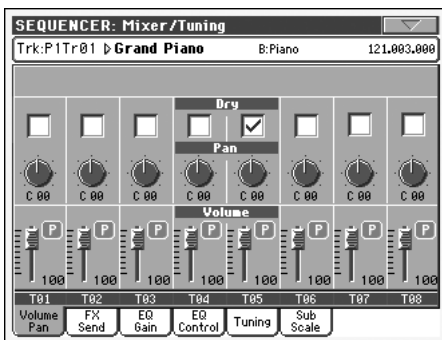 SEQUENCER: Mixer/Tuning
Trk:P1Tr01 ▷Grand Piano B:Piano 121.003.000
Dry
Pan
C 00 C 00 C 00 C 00 C 00 C 00 C 00 C 00
Volume
P P P P P P P P
100 100 100 100 100 100 100 100
T01 T02 T03 T04 T05 T06 T07 T08
Volume Pan FX Send EQ Gain EQ Control Tuning Sub Scale